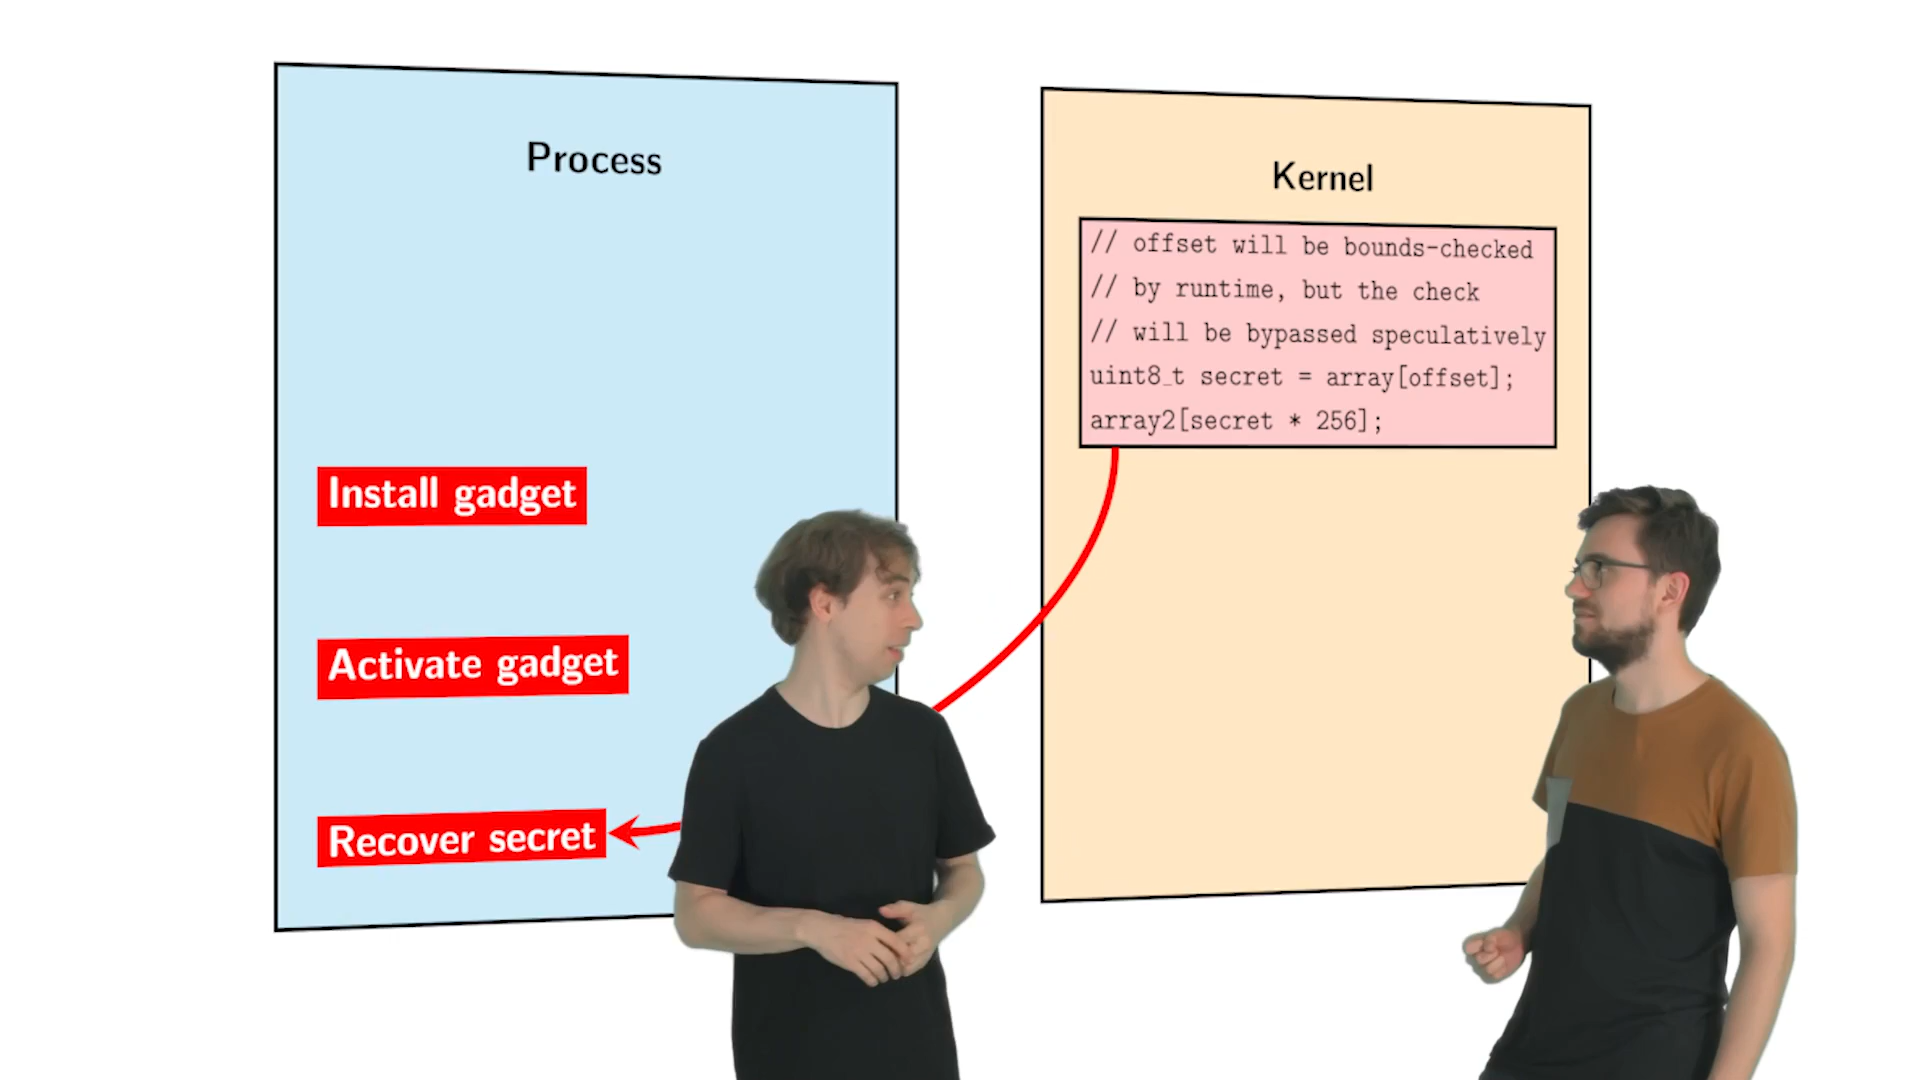 Process
Install gadget
Activate gadget
Recover secret
Kernel
// offset will be bounds-checked
// by runtime, but the check
// will be bypassed speculatively
uint8_t secret = array[offset];
array2[secret * 256];